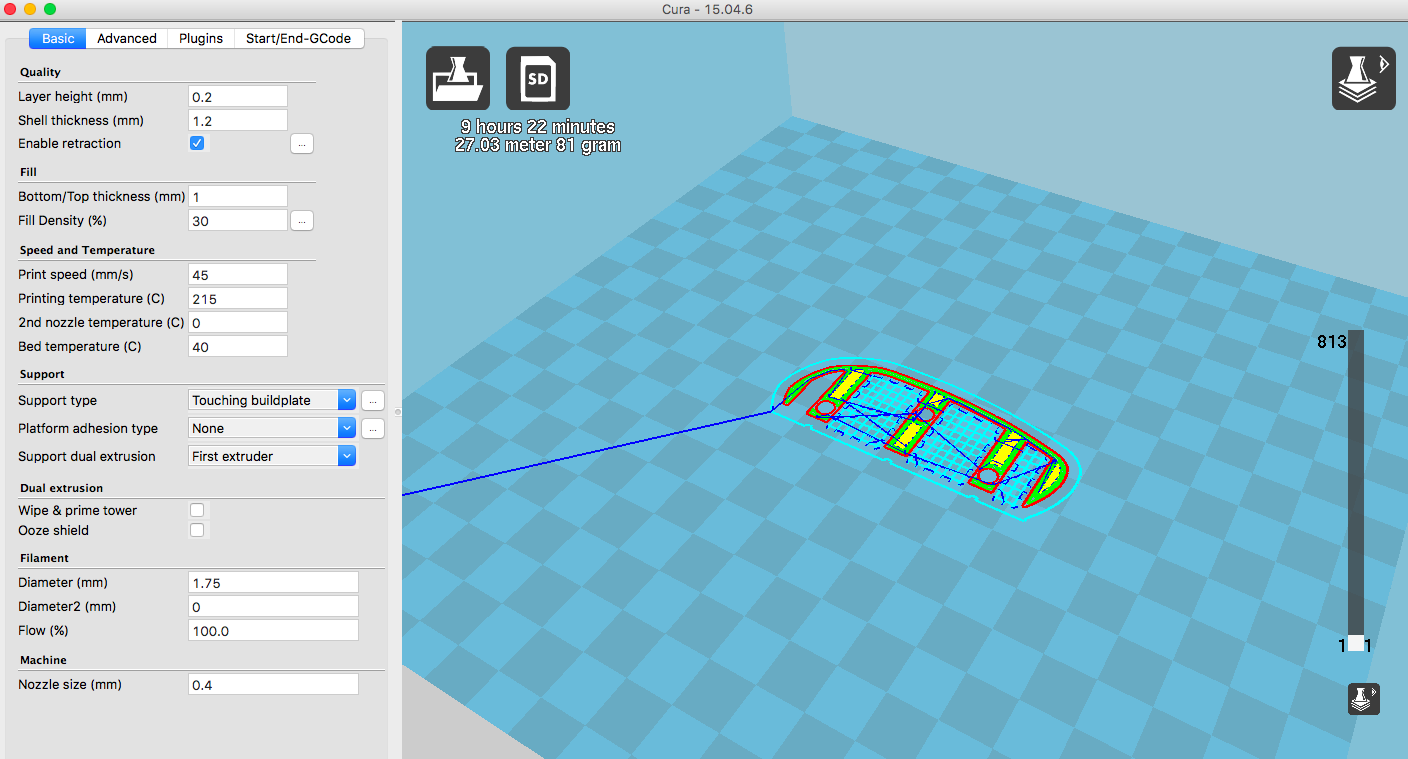 Cura - 15.04.6
Basic Advanced Plugins Start/End-GCode
Quality
Layer height (mm) 0.2
Shell thickness (mm) 1.2
Enable retraction ...
Fill
Bottom/Top thickness (mm) 1
Fill Density (%) 30 ...
Speed and Temperature
Print speed (mm/s) 45
Printing temperature (C) 215
2nd nozzle temperature (C) 0
Bed temperature (C) 40
Support
Support type Touching buildplate ...
Platform adhesion type None ...
Support dual extrusion First extruder
Dual extrusion
Wipe & prime tower
Ooze shield
Filament
Diameter (mm) 1.75
Diameter2 (mm) 0
Flow (%) 100.0
Machine
Nozzle size (mm) 0.4
SD
9 hours 22 minutes
27.03 meter 81 gram
813
1 1